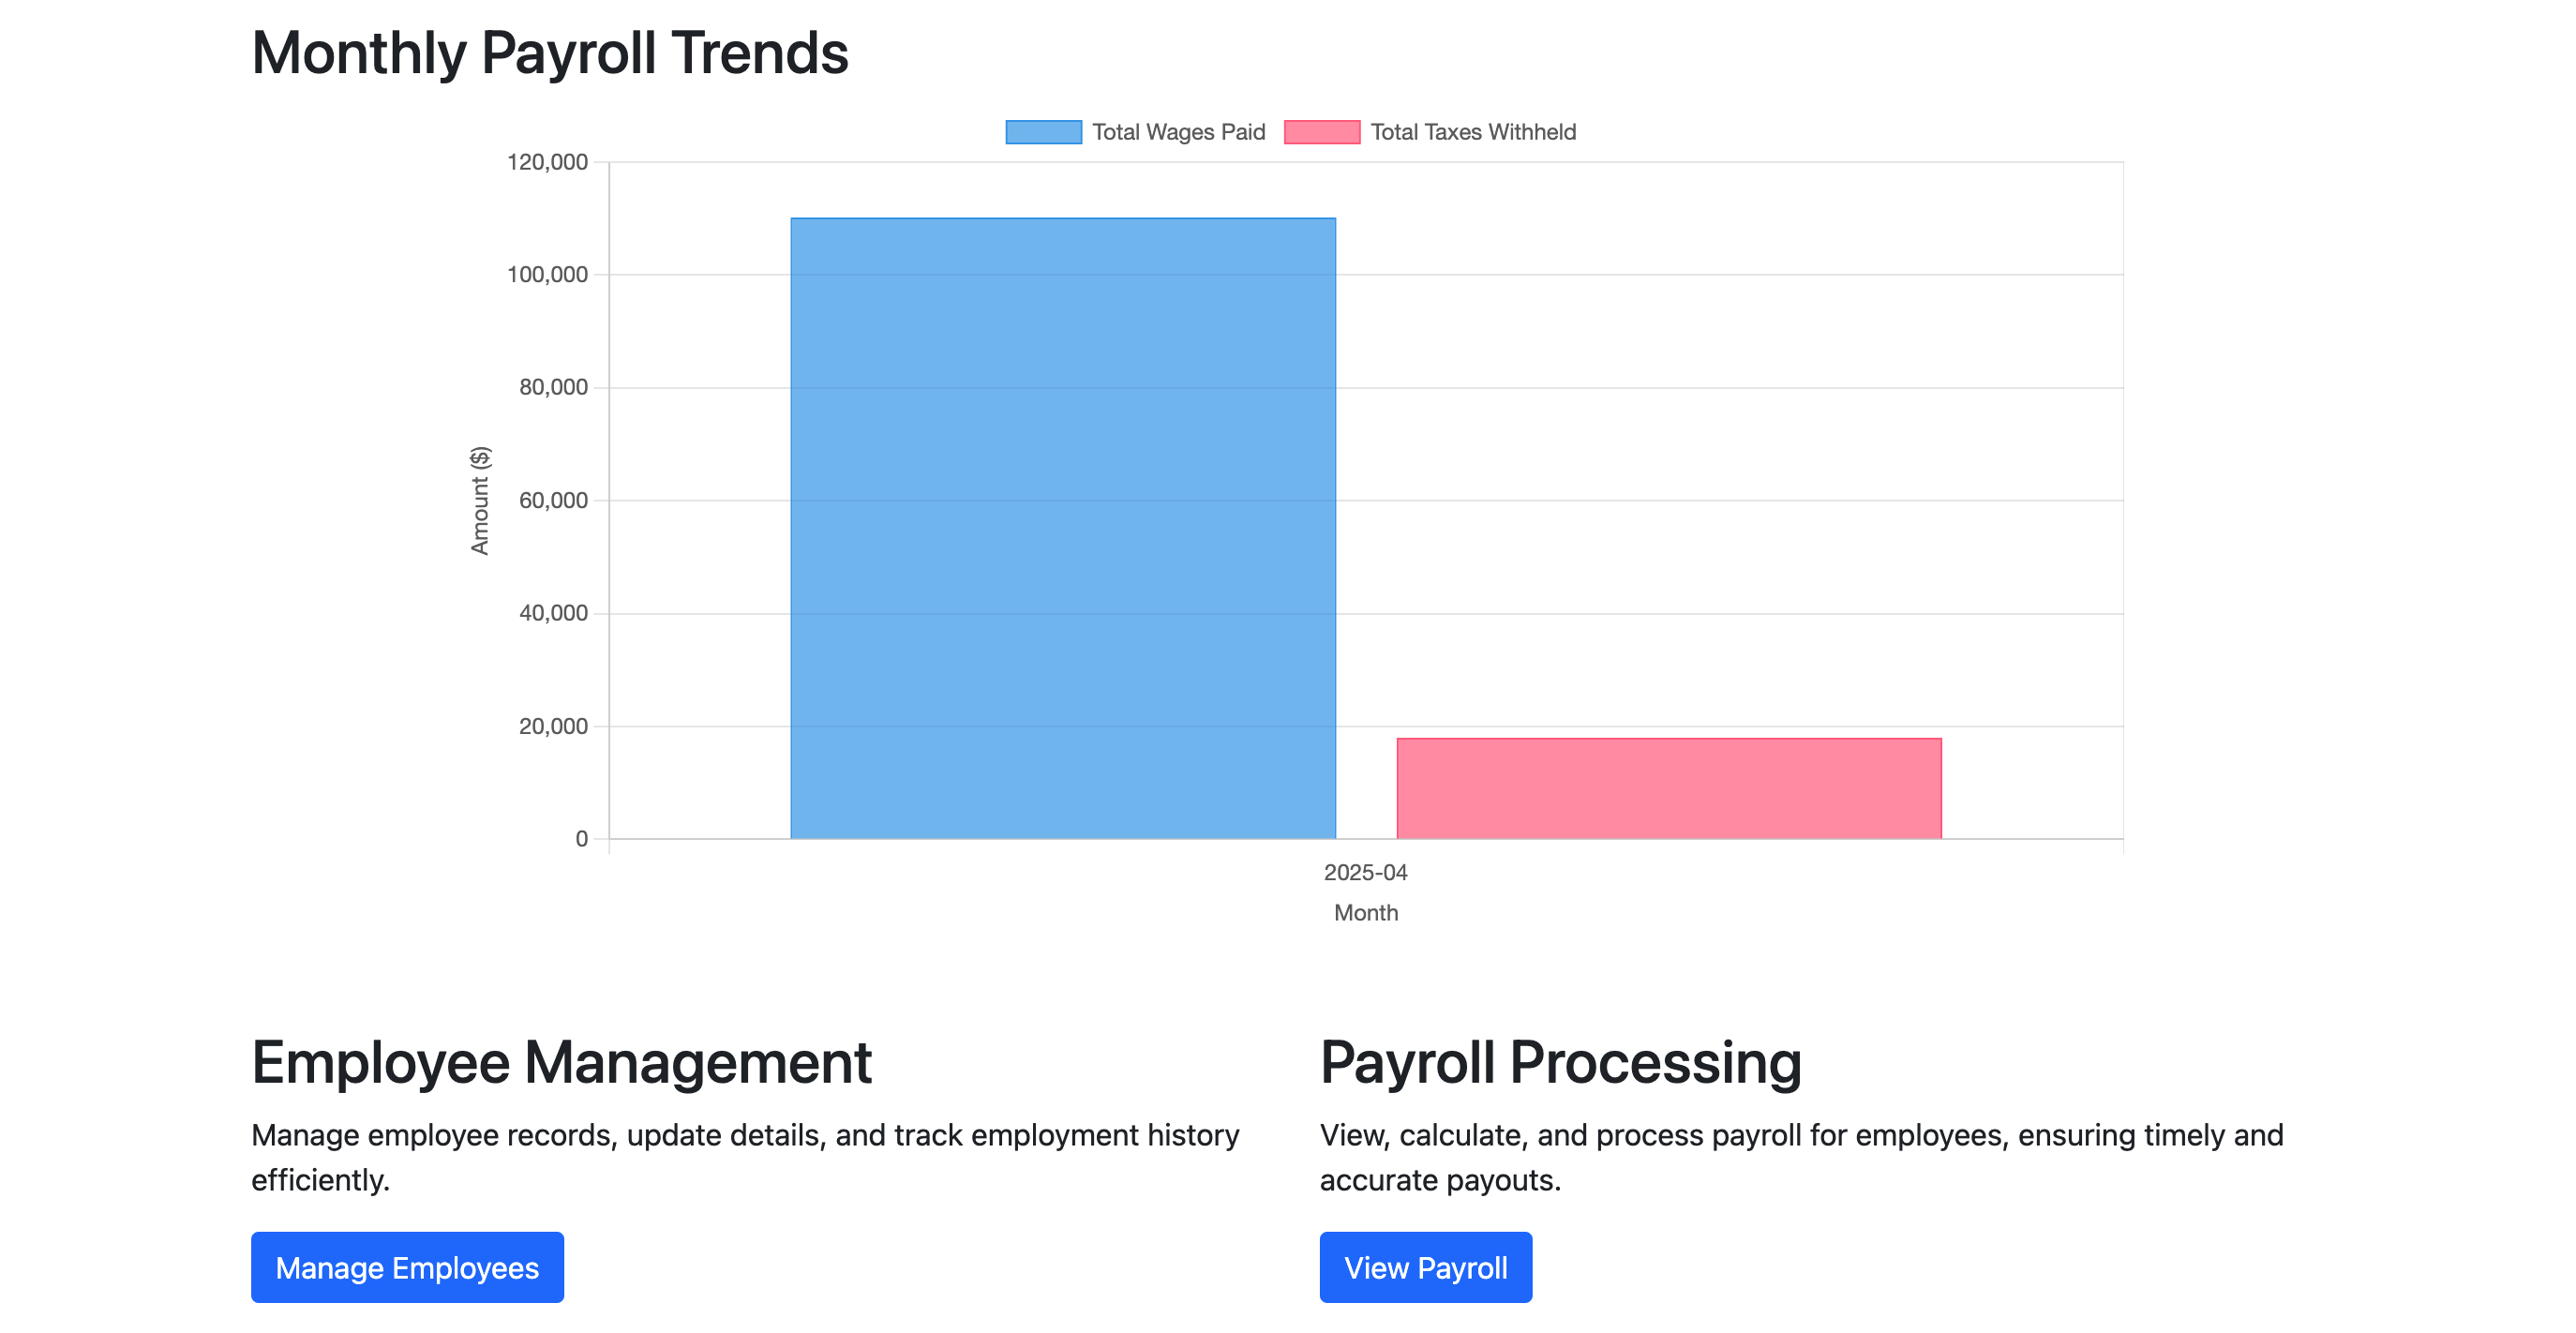 Monthly Payroll Trends
Total Wages Paid Total Taxes Withheld
120,000
100,000
80,000
60,000
40,000
20,000
0
Amount ($)
2025-04
Month
Employee Management
Manage employee records, update details, and track employment history
efficiently.
Manage Employees
Payroll Processing
View, calculate, and process payroll for employees, ensuring timely and
accurate payouts.
View Payroll